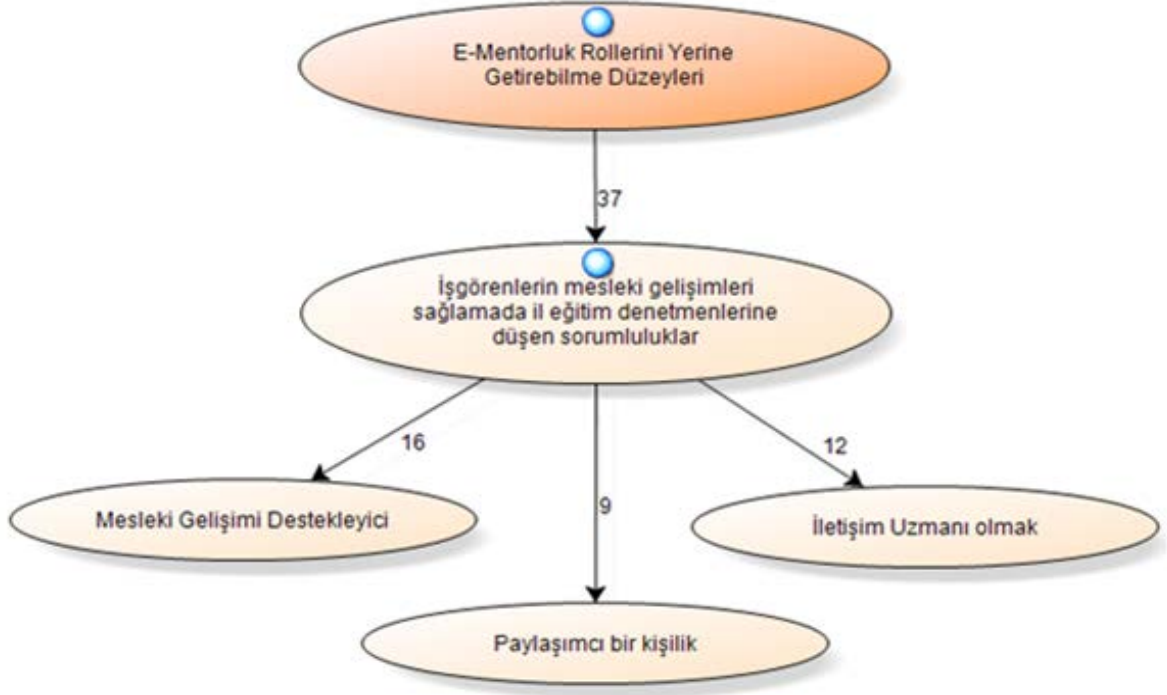 E-Mentorluk Rollerini Yerine
Getirebilme Düzeyleri
37
İşgörenlerin mesleki gelişimleri
sağlamada il eğitim denetmenlerine
düşen sorumluluklar
16
12
9
Mesleki Gelişimi Destekleyici
İletişim Uzmanı olmak
Paylaşımcı bir kişilik